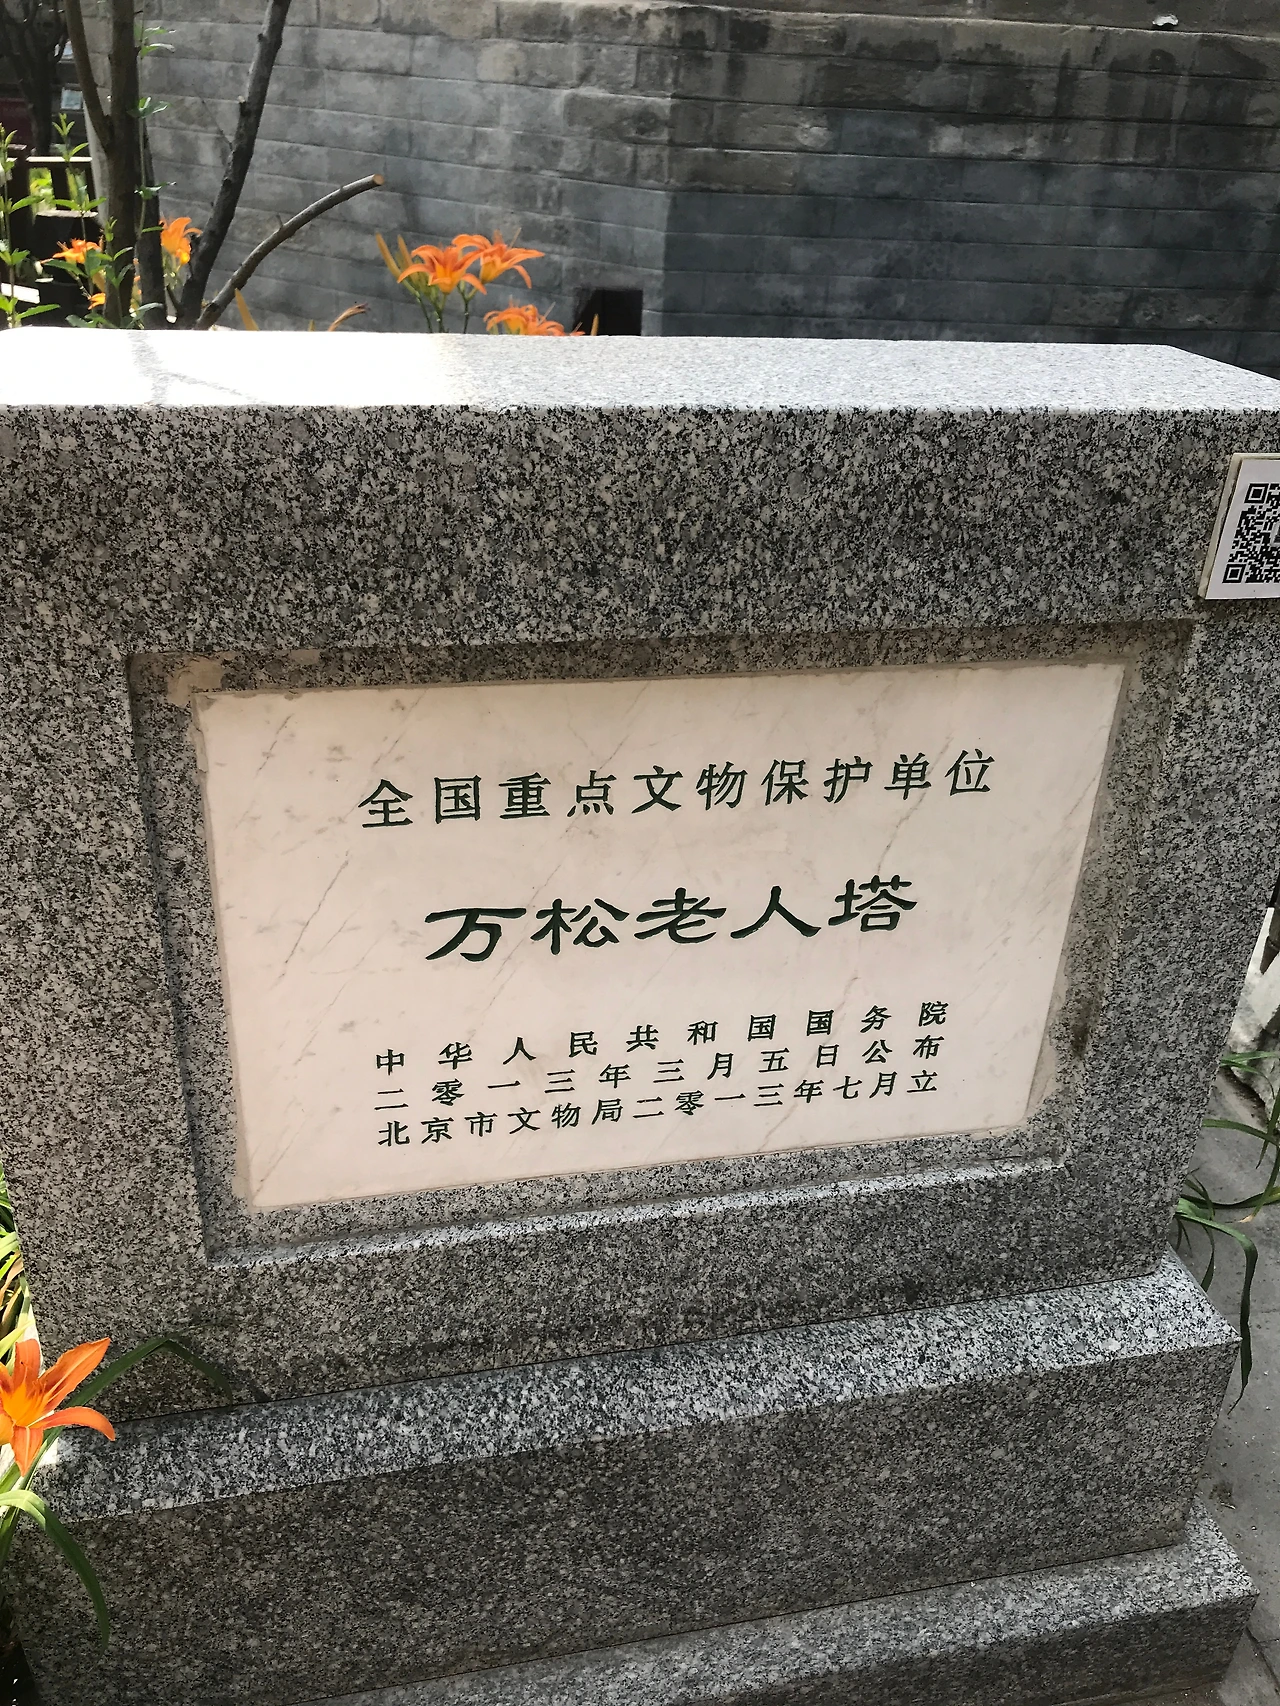 全国重点文物保护单位
万松老人塔
中华人民共和国国务院
二零一三年三月五日公布
北京市文物局二零一三年七月立